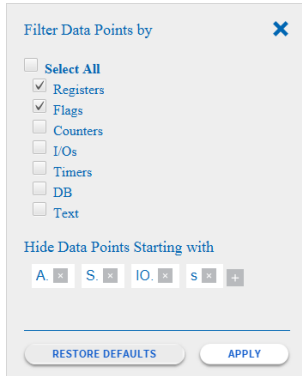 Filter Data Points by
Select All
Registers
Flags
Counters
I/Os
Timers
DB
Text
Hide Data Points Starting with
A. × S. × IO. × s × +
RESTORE DEFAULTS APPLY